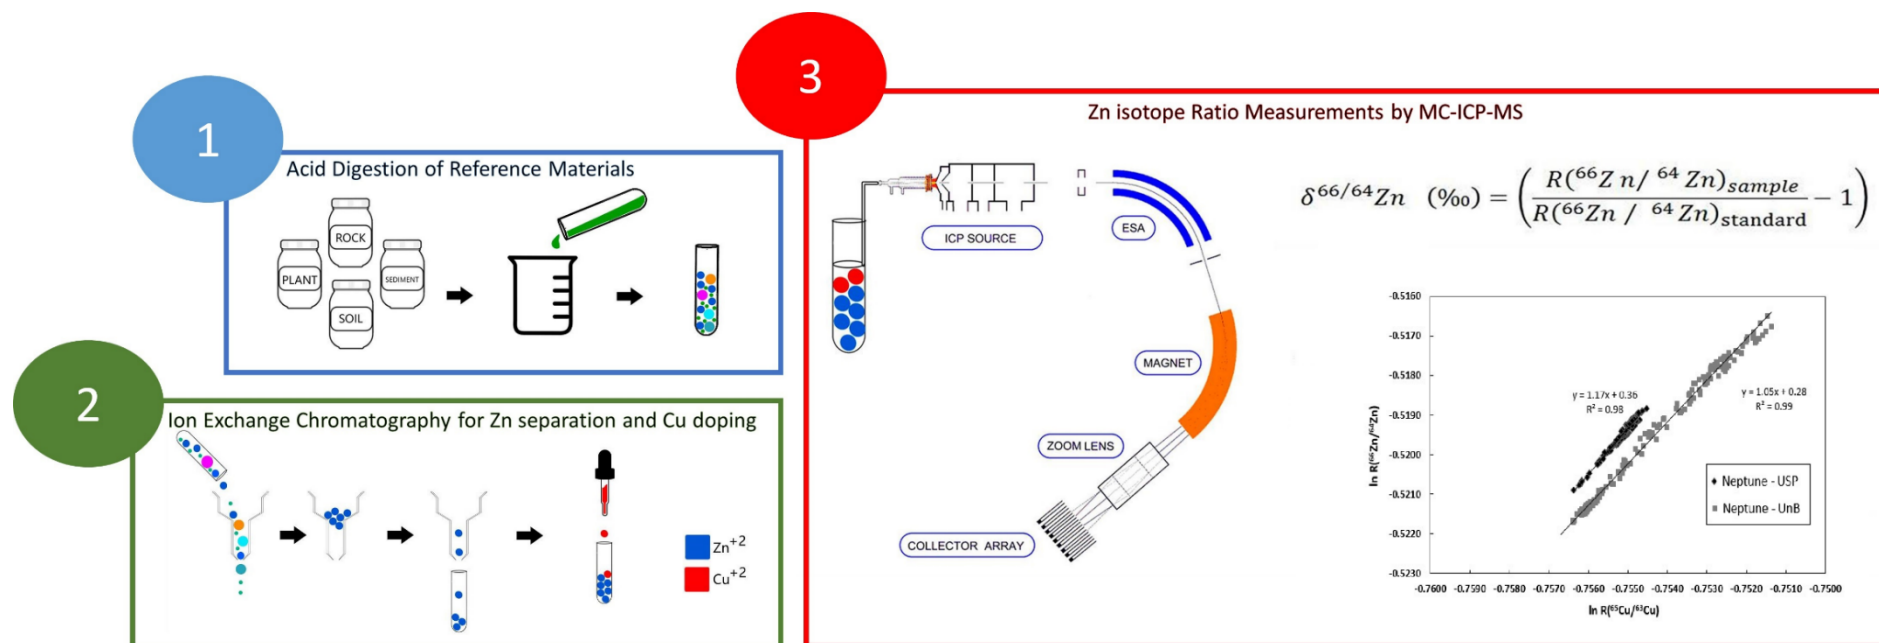 1
Acid Digestion of Reference Materials
ROCK
PLANT
SEDIMENT
SOIL
2
Ion Exchange Chromatography for Zn separation and Cu doping
Zn⁺²
Cu⁺²
3
Zn isotope Ratio Measurements by MC-ICP-MS
ICP SOURCE
ESA
MAGNET
ZOOM LENS
COLLECTOR ARRAY
δ⁶⁶/⁶⁴Zn (‰) = (R(⁶⁶Z n/ ⁶⁴ Zn)sample / R(⁶⁶Zn / ⁶⁴ Zn)standard − 1)
-0.5160
-0.5170
-0.5180
-0.5190
-0.5200
-0.5210
-0.5220
-0.5230
ln R(⁶⁶Zn/⁶⁴Zn)
y = 1.17x + 0.36
R² = 0.98
y = 1.05x + 0.28
R² = 0.99
Neptune - USP
Neptune - UnB
-0.7600 -0.7590 -0.7580 -0.7570 -0.7560 -0.7550 -0.7540 -0.7530 -0.7520 -0.7510 -0.7500
ln R(⁶⁵Cu/⁶³Cu)